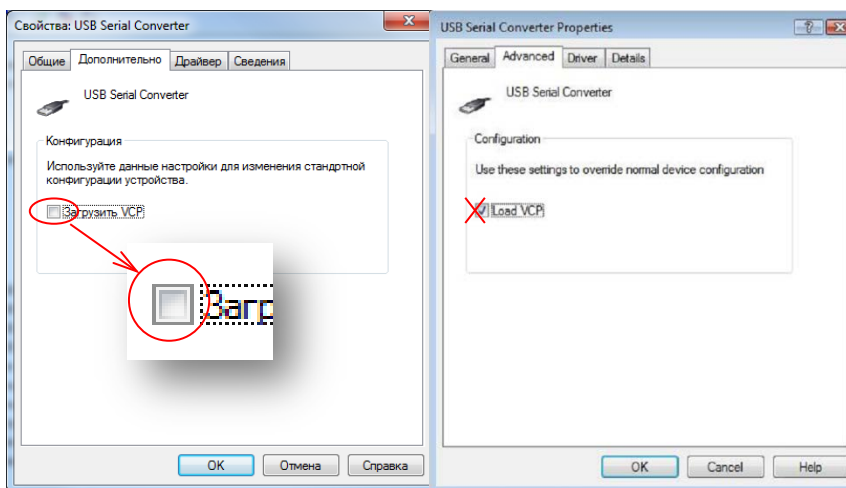 Свойства: USB Serial Converter
Общие Дополнительно Драйвер Сведения
USB Serial Converter
Конфигурация
Используйте данные настройки для изменения стандртной
конфигурации устройства.
Загрузить VCP
Загр
OK Отмена Справка
USB Serial Converter Properties
General Advanced Driver Details
USB Serial Converter
Configuration
Use these settings to override normal device configuration
Load VCP
OK Cancel Help